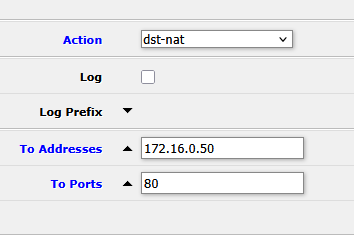 Action dst-nat
Log
Log Prefix
To Addresses 172.16.0.50
To Ports 80